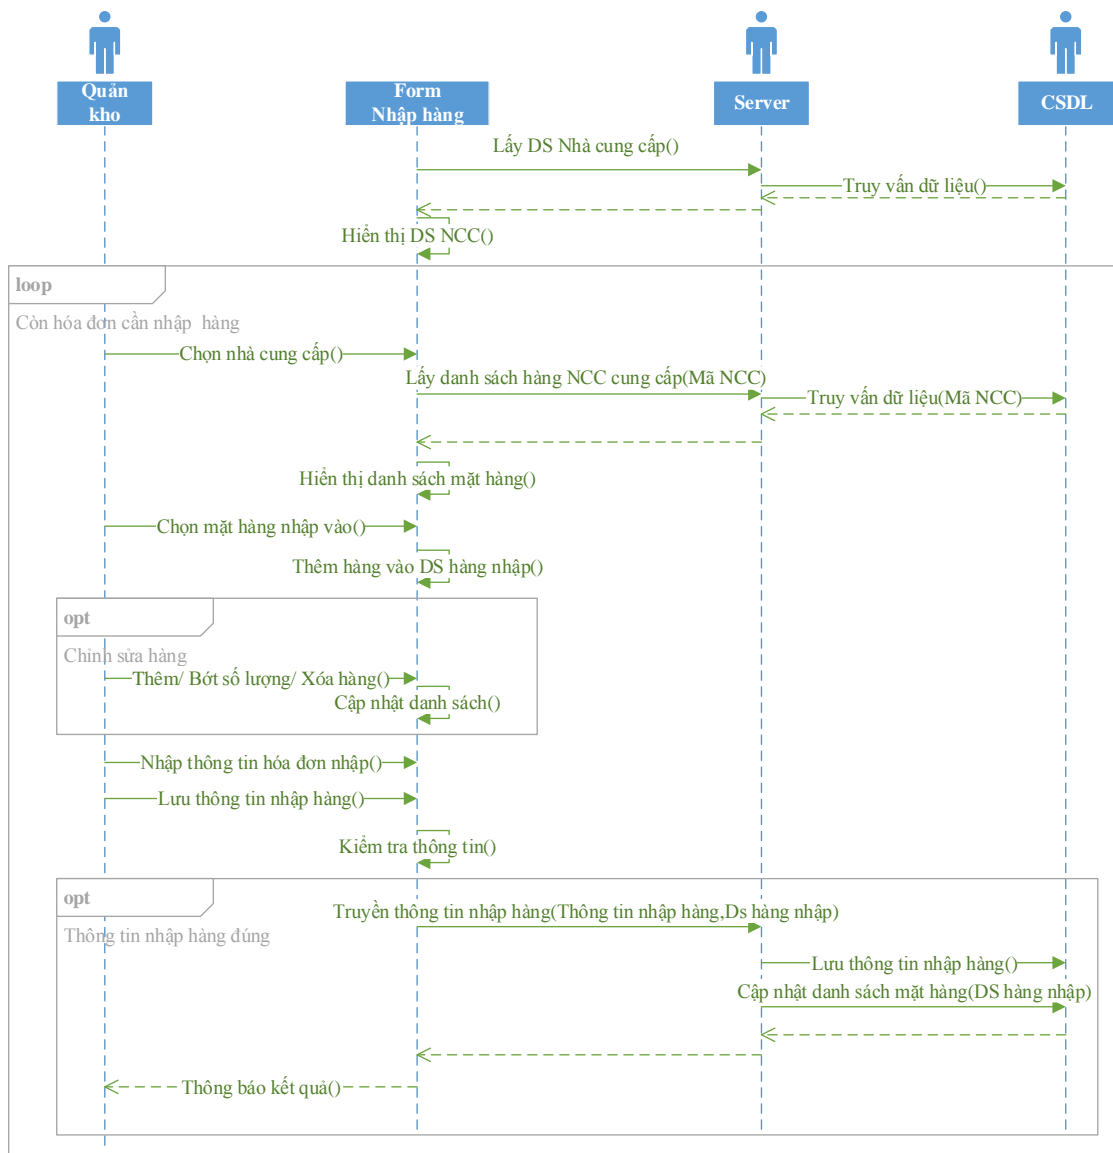 Quản
kho
Form
Nhập hàng
Server
CSDL
Lấy DS Nhà cung cấp()
Truy vấn dữ liệu()
Hiển thị DS NCC()
loop
Còn hóa đơn cần nhập hàng
Chọn nhà cung cấp()
Lấy danh sách hàng NCC cung cấp(Mã NCC)
Truy vấn dữ liệu(Mã NCC)
Hiển thị danh sách mặt hàng()
Chọn mặt hàng nhập vào()
Thêm hàng vào DS hàng nhập()
opt
Chỉnh sửa hàng
Thêm/ Bớt số lượng/ Xóa hàng()
Cập nhật danh sách()
Nhập thông tin hóa đơn nhập()
Lưu thông tin nhập hàng()
Kiểm tra thông tin()
opt
Truyền thông tin nhập hàng(Thông tin nhập hàng,Ds hàng nhập)
Thông tin nhập hàng đúng
Lưu thông tin nhập hàng()
Cập nhật danh sách mặt hàng(DS hàng nhập)
Thông báo kết quả()